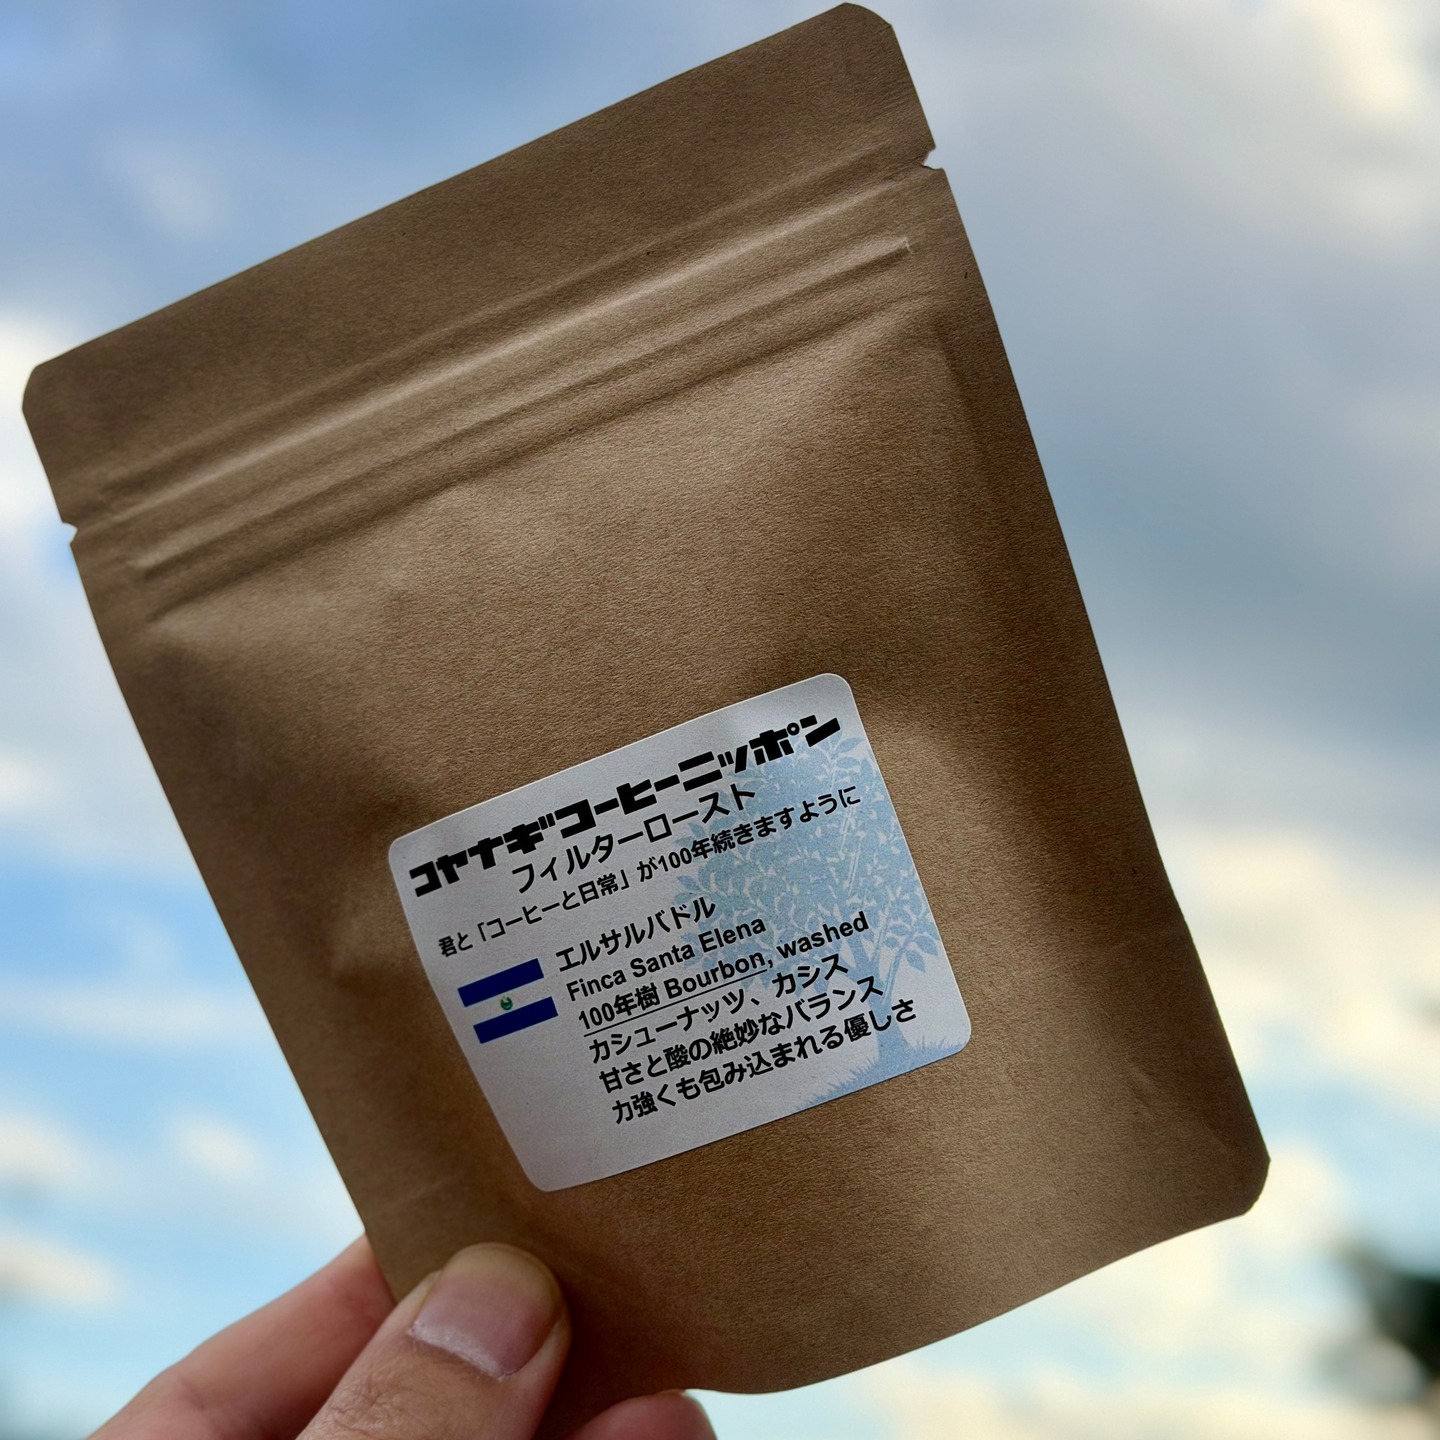 コヤナギコーヒーニッポン
フィルターロースト
君と「コーヒーと日常」が100年続きますように
エルサルバドル
Finca Santa Elena
100年樹 Bourbon, washed
カシューナッツ、カシス
甘さと酸の絶妙なバランス
力強くも包み込まれる優しさ